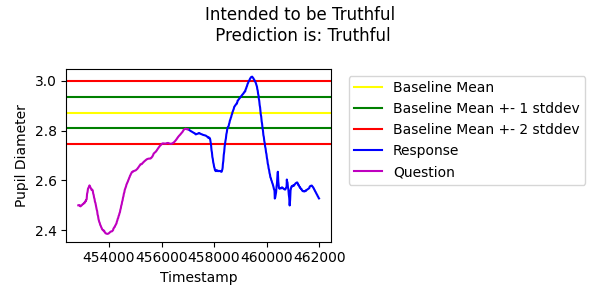 Intended to be Truthful
Prediction is: Truthful
3.0
2.8
2.6
2.4
Pupil Diameter
454000 456000 458000 460000 462000
Timestamp
Baseline Mean
Baseline Mean +- 1 stddev
Baseline Mean +- 2 stddev
Response
Question